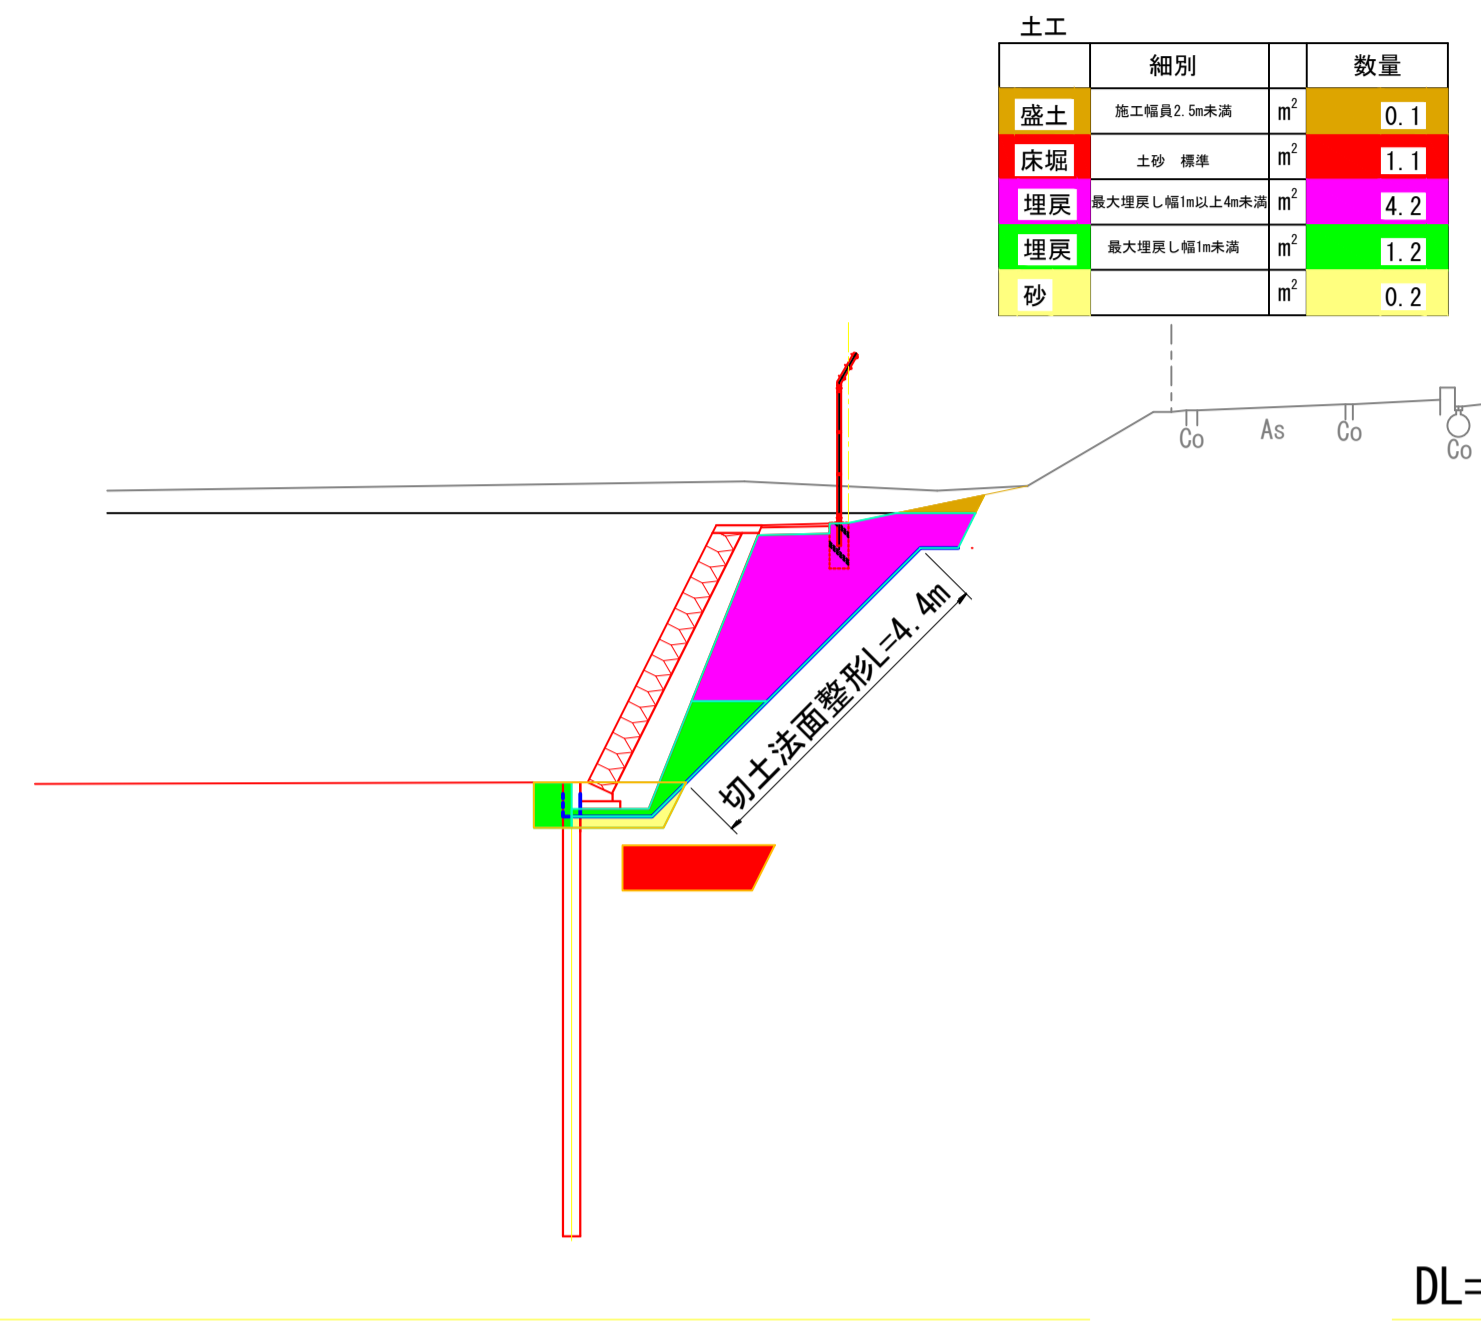 土工
細別 数量
盛土 施工幅員2.5m未満 m² 0.1
床堀 土砂 標準 m² 1.1
埋戻 最大埋戻し幅1m以上4m未満 m² 4.2
埋戻 最大埋戻し幅1m未満 m² 1.2
砂 m² 0.2
Co As Co Co
切土法面整形L=4.4m
DL=